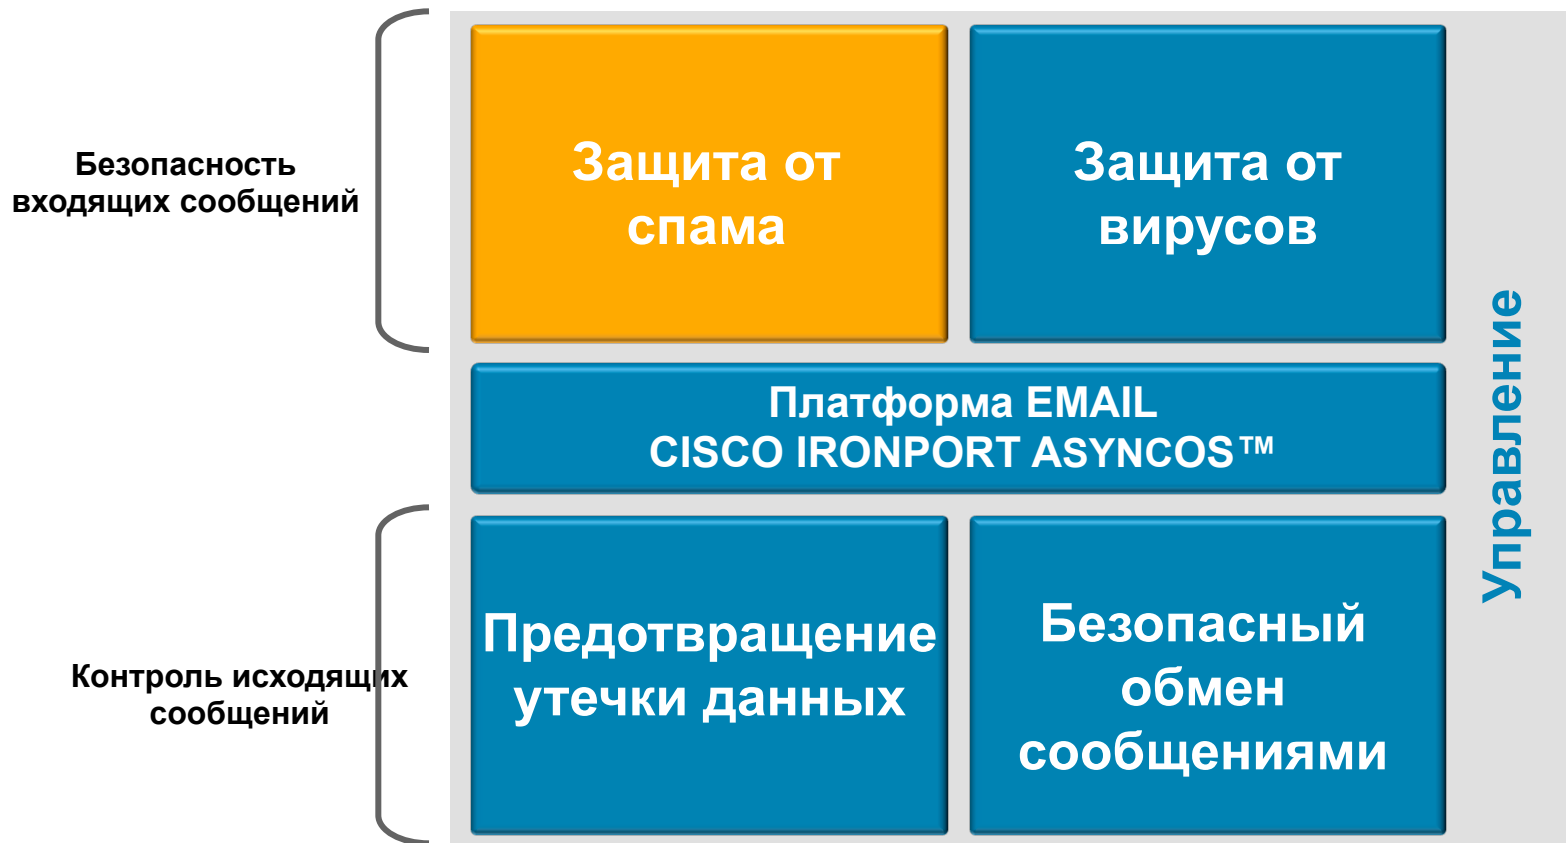 Безопасность
входящих сообщений
Защита от
спама
Защита от
вирусов
Платформа EMAIL
CISCO IRONPORT ASYNCOS™
Контроль исходящих
сообщений
Предотвращение
утечки данных
Безопасный
обмен
сообщениями
Управление